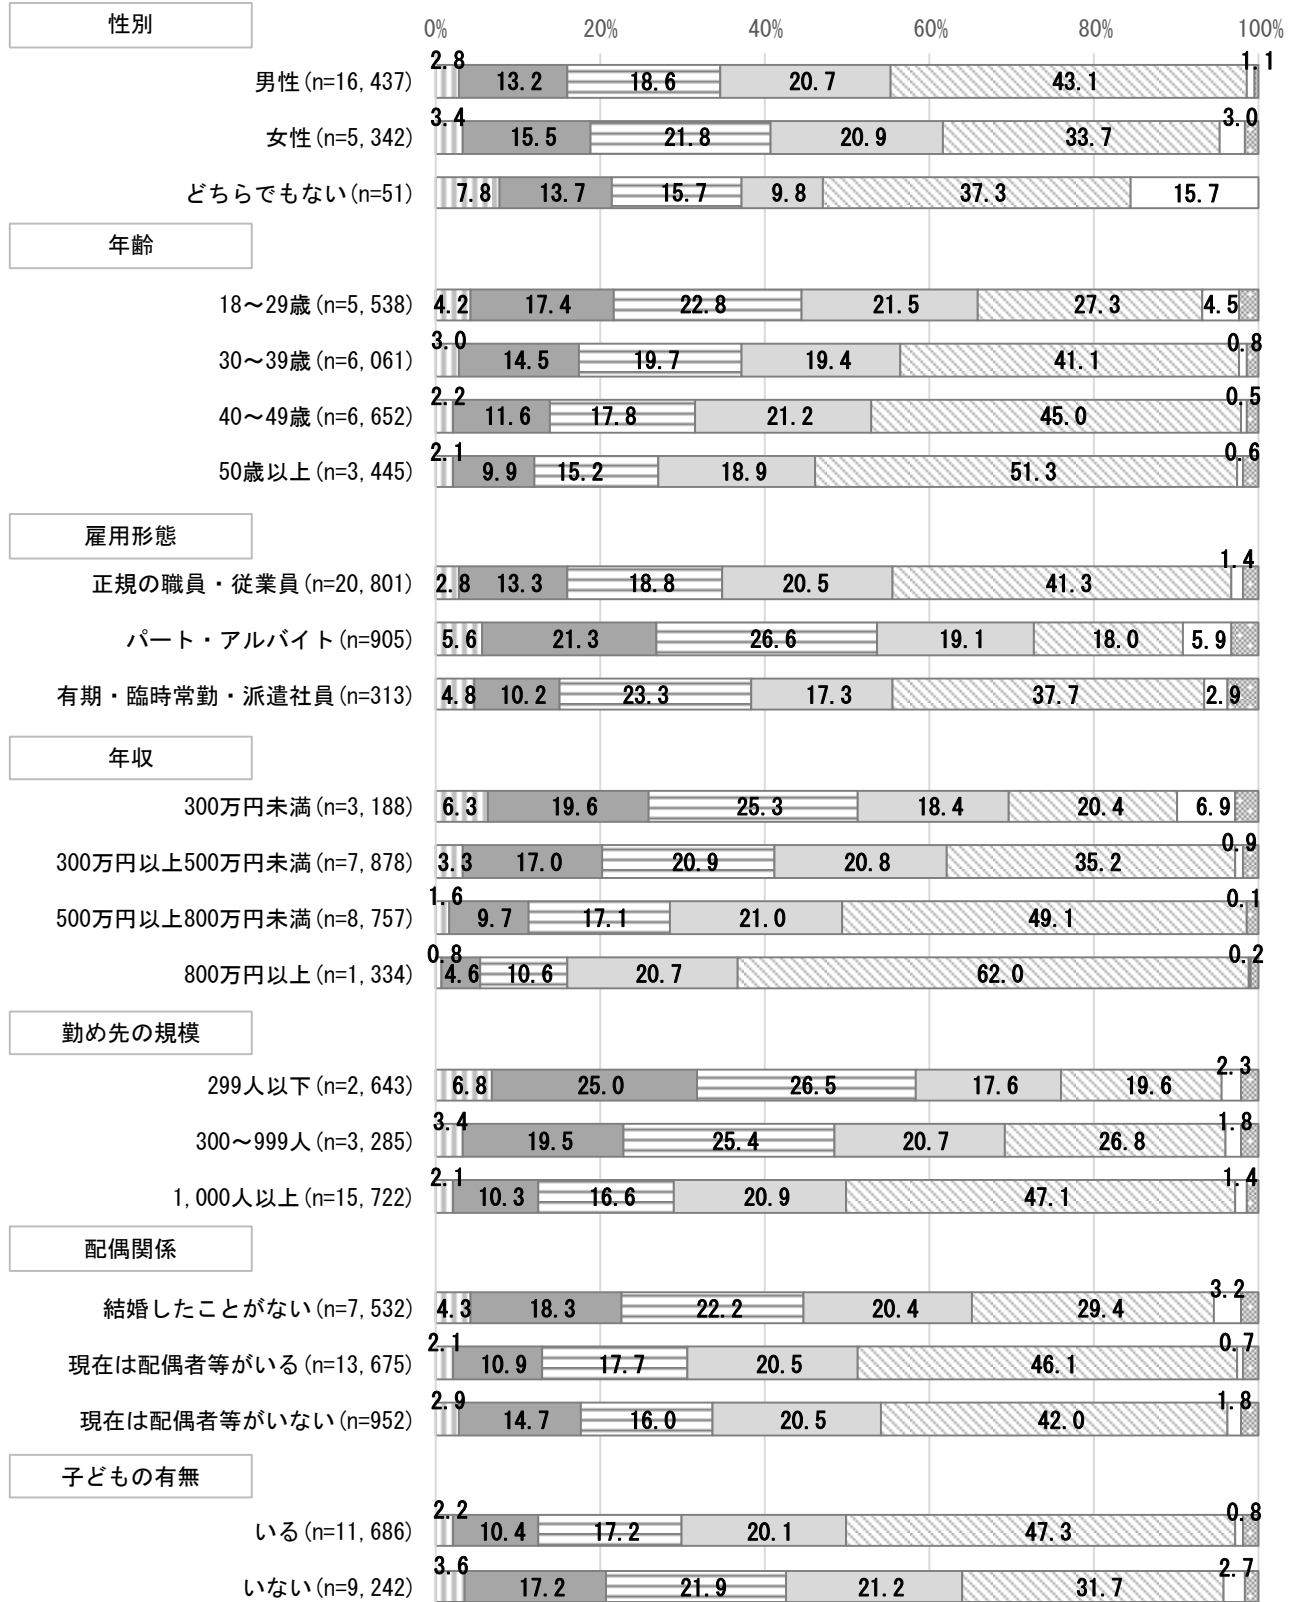 性別
0% 20% 40% 60% 80% 100%
男性(n=16,437) 2.8 13.2 18.6 20.7 43.1 1.1
女性(n=5,342) 3.4 15.5 21.8 20.9 33.7 3.0
どちらでもない(n=51) 7.8 13.7 15.7 9.8 37.3 15.7
年齢
18～29歳(n=5,538) 4.2 17.4 22.8 21.5 27.3 4.5
30～39歳(n=6,061) 3.0 14.5 19.7 19.4 41.1 0.8
40～49歳(n=6,652) 2.2 11.6 17.8 21.2 45.0 0.5
50歳以上(n=3,445) 2.1 9.9 15.2 18.9 51.3 0.6
雇用形態
正規の職員・従業員(n=20,801) 2.8 13.3 18.8 20.5 41.3 1.4
パート・アルバイト(n=905) 5.6 21.3 26.6 19.1 18.0 5.9
有期・臨時常勤・派遣社員(n=313) 4.8 10.2 23.3 17.3 37.7 2.9
年収
300万円未満(n=3,188) 6.3 19.6 25.3 18.4 20.4 6.9
300万円以上500万円未満(n=7,878) 3.3 17.0 20.9 20.8 35.2 0.9
500万円以上800万円未満(n=8,757) 1.6 9.7 17.1 21.0 49.1 0.1
800万円以上(n=1,334) 0.8 4.6 10.6 20.7 62.0 0.2
勤め先の規模
299人以下(n=2,643) 6.8 25.0 26.5 17.6 19.6 2.3
300～999人(n=3,285) 3.4 19.5 25.4 20.7 26.8 1.8
1,000人以上(n=15,722) 2.1 10.3 16.6 20.9 47.1 1.4
配偶関係
結婚したことがない(n=7,532) 4.3 18.3 22.2 20.4 29.4 3.2
現在は配偶者等がいる(n=13,675) 2.1 10.9 17.7 20.5 46.1 0.7
現在は配偶者等がいない(n=952) 2.9 14.7 16.0 20.5 42.0 1.8
子どもの有無
いる(n=11,686) 2.2 10.4 17.2 20.1 47.3 0.8
いない(n=9,242) 3.6 17.2 21.9 21.2 31.7 2.7